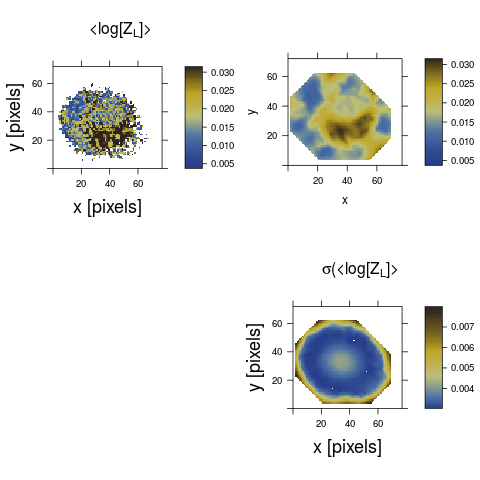 <log[Z_L]>
60
40
20
20 40 60
x [pixels]
y [pixels]
0.030
0.025
0.020
0.015
0.010
0.005
60
40
20
20 40 60
x
y
0.030
0.025
0.020
0.015
0.010
0.005
σ(<log[Z_L]>
60
40
20
20 40 60
x [pixels]
y [pixels]
0.007
0.006
0.005
0.004